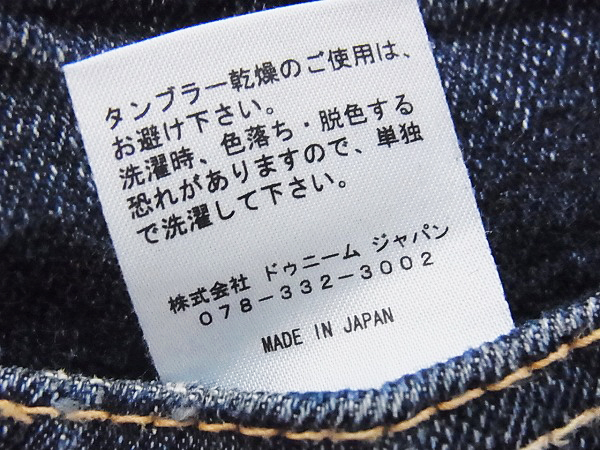 タンブラー乾燥のご使用は、
お避け下さい。
洗濯時、色落ち・脱色する
恐れがありますので、単独
で洗濯して下さい。
株式会社 ドゥニーム ジャパン
078-332-3002
MADE IN JAPAN